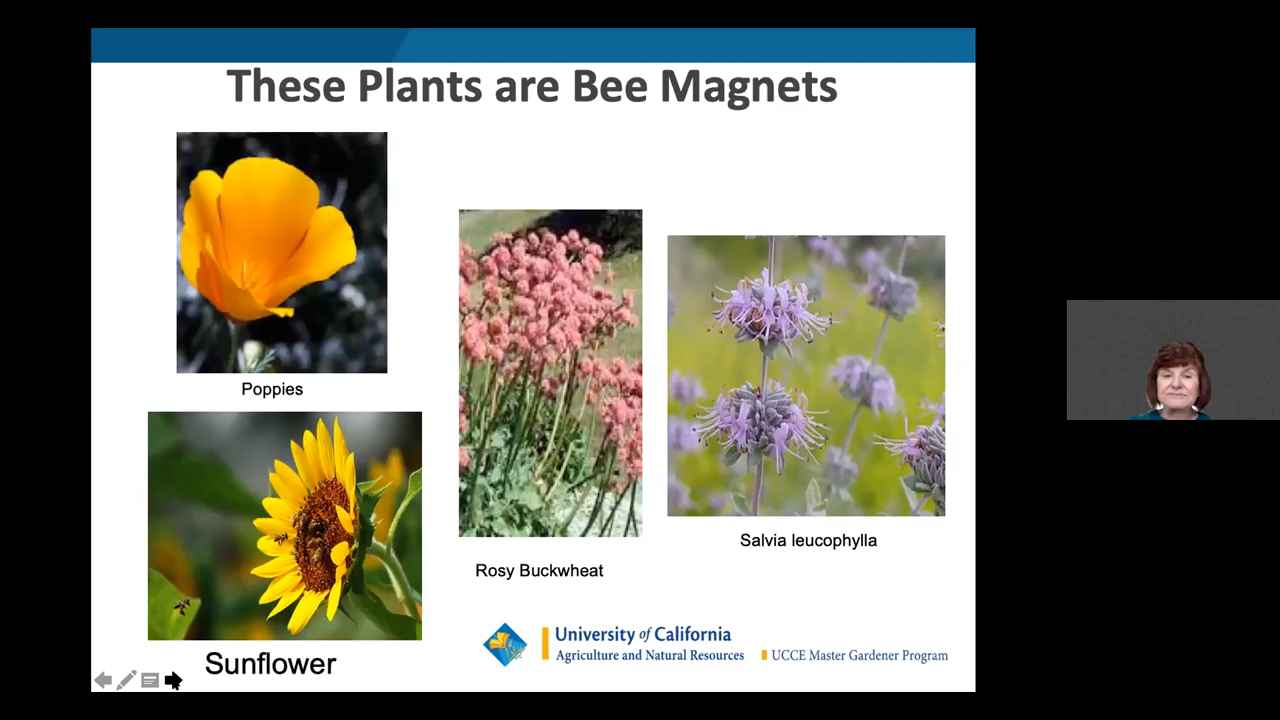 These Plants are Bee Magnets
Poppies
Rosy Buckwheat
Salvia leucophylla
Sunflower
University of California
Agriculture and Natural Resources
UCCE Master Gardener Program